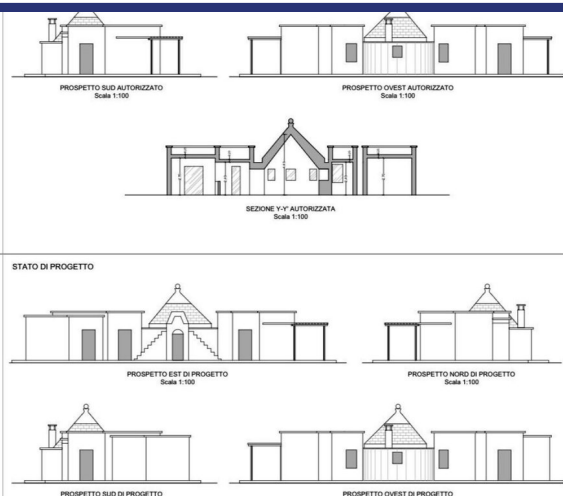 PROSPETTO SUD AUTORIZZATO
Scala 1:100
PROSPETTO OVEST AUTORIZZATO
Scala 1:100
SEZIONE Y-Y' AUTORIZZATA
Scala 1:100
STATO DI PROGETTO
PROSPETTO EST DI PROGETTO
Scala 1:100
PROSPETTO NORD DI PROGETTO
Scala 1:100
PROSPETTO SUD DI PROGETTO
PROSPETTO OVEST DI PROGETTO